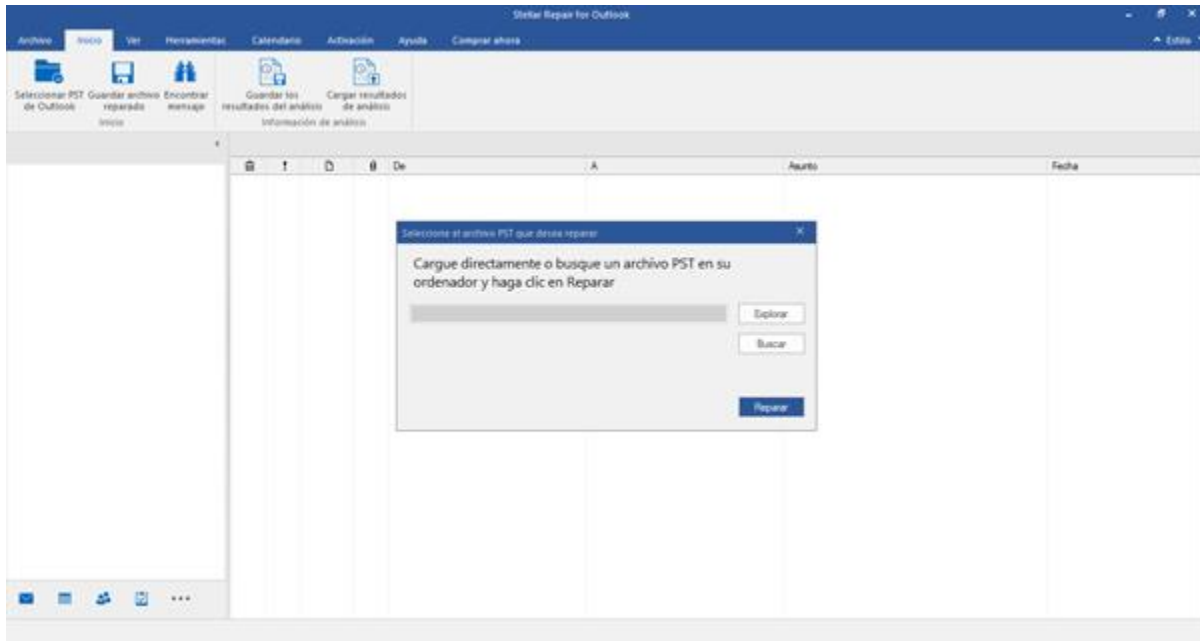 Stellar Repair for Outlook
Archivo Inicio Ver Herramientas Calendario Activación Ayuda Comprar ahora
Estilo
Seleccionar PST Guardar archivo Encontrar Guardar los Cargar resultados
de Outlook reparado mensaje resultados del análisis de análisis
Inicio Información de análisis
De A Asunto Fecha
Seleccione el archivo PST que desea reparar
Cargue directamente o busque un archivo PST en su
ordenador y haga clic en Reparar
Explorar
Buscar
Reparar